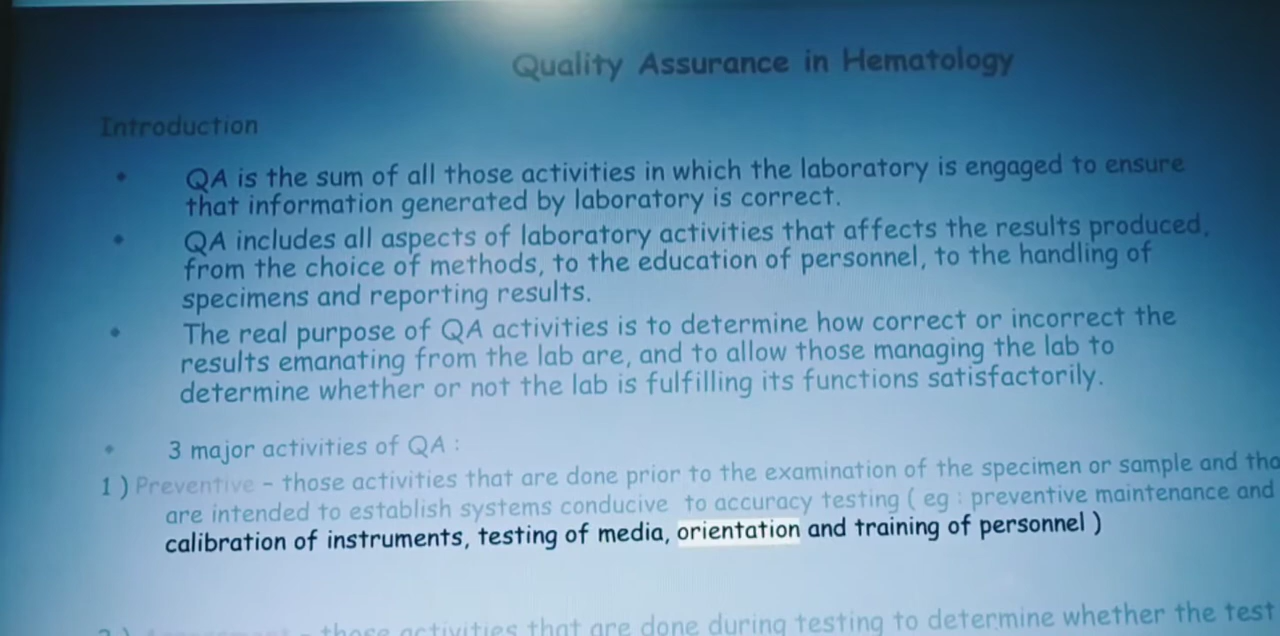 Quality Assurance in Hematology
Introduction
• QA is the sum of all those activities in which the laboratory is engaged to ensure
that information generated by laboratory is correct.
• QA includes all aspects of laboratory activities that affects the results produced,
from the choice of methods, to the education of personnel, to the handling of
specimens and reporting results.
• The real purpose of QA activities is to determine how correct or incorrect the
results emanating from the lab are, and to allow those managing the lab to
determine whether or not the lab is fulfilling its functions satisfactorily.
• 3 major activities of QA :
1 ) Preventive - those activities that are done prior to the examination of the specimen or sample and
are intended to establish systems conducive to accuracy testing ( eg : preventive maintenance and
calibration of instruments, testing of media, orientation and training of personnel )
- those activities that are done during testing to determine whether the test